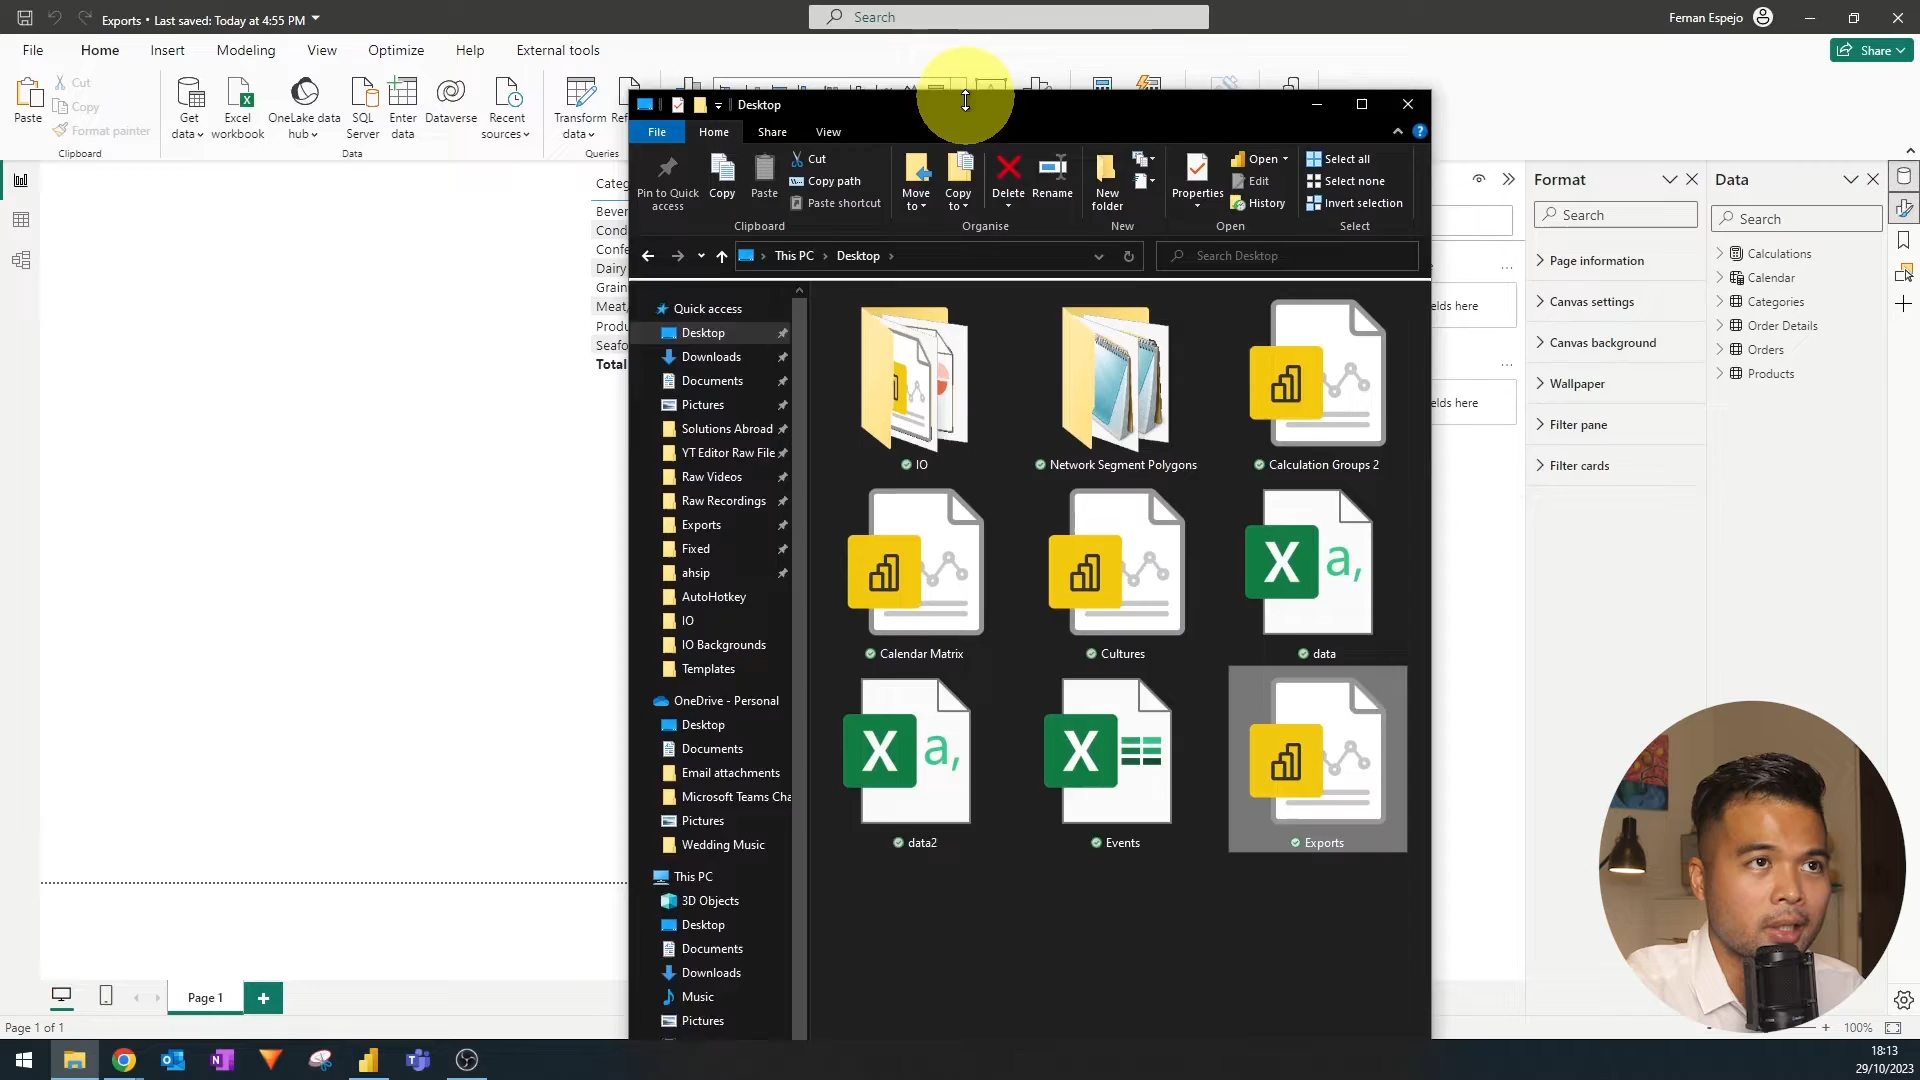 Exports • Last saved: Today at 4:55 PM
Search
Fernan Espejo
File
Home
Insert
Modeling
View
Optimize
Help
External tools
Share
Paste
Cut
Copy
Format painter
Clipboard
Get
data
Excel
workbook
OneLake data
hub
SQL
Server
Enter
data
Dataverse
Recent
sources
Data
Transform
data
Queries
Desktop
File
Home
Share
View
Pin to Quick
access
Copy
Paste
Cut
Copy path
Paste shortcut
Clipboard
Move
to
Copy
to
Delete
Rename
Organise
New
folder
New
Properties
Open
Edit
History
Open
Select all
Select none
Invert selection
Select
This PC
Desktop
Search Desktop
Quick access
Desktop
Downloads
Documents
Pictures
Solutions Abroad
YT Editor Raw File
Raw Videos
Raw Recordings
Exports
Fixed
ahsip
AutoHotkey
IO
IO Backgrounds
Templates
OneDrive - Personal
Desktop
Documents
Email attachments
Microsoft Teams Cha
Pictures
Wedding Music
This PC
3D Objects
Desktop
Documents
Downloads
Music
Pictures
IO
Network Segment Polygons
Calculation Groups 2
Calendar Matrix
Cultures
data
data2
Events
Exports
Categ
Bever
Cond
Confe
Dairy
Grain
Meat,
Produ
Seafo
Total
elds here
elds here
Format
Search
Page information
Canvas settings
Canvas background
Wallpaper
Filter pane
Filter cards
Data
Search
Calculations
Calendar
Categories
Order Details
Orders
Products
Page 1
Page 1 of 1
100%
18:13
29/10/2023